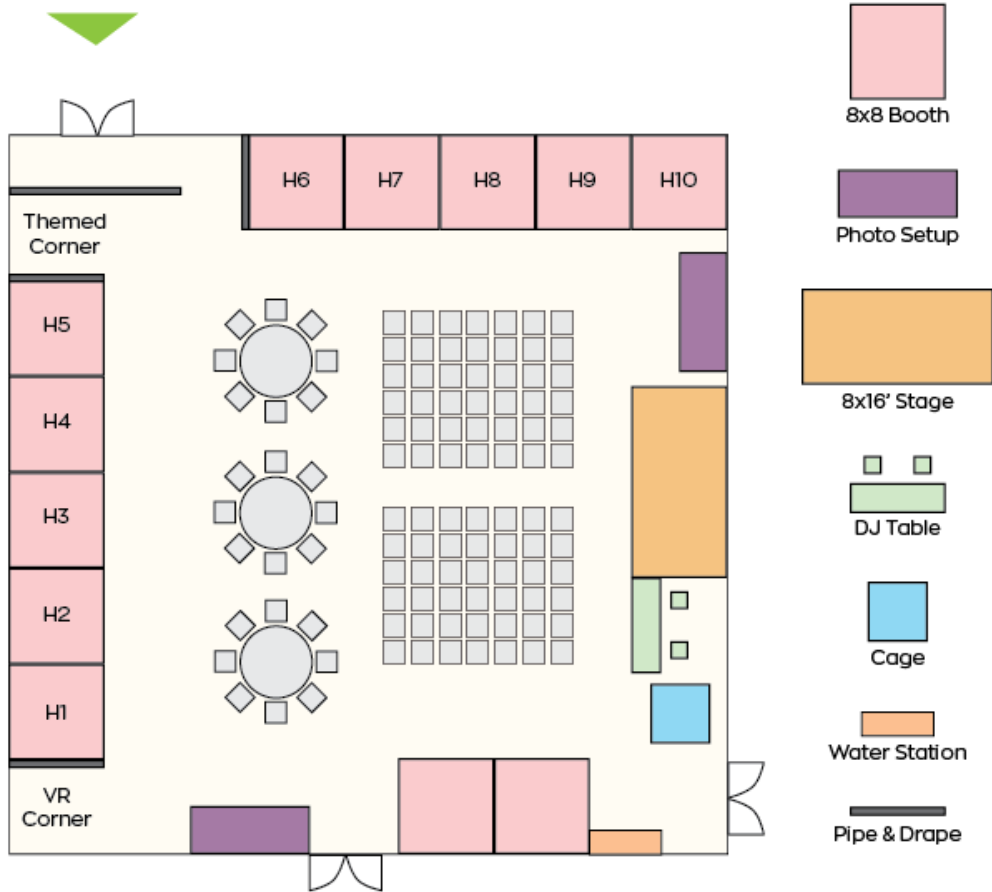 H6
H7
H8
H9
H10
Themed
Corner
H5
H4
H3
H2
H1
VR
Corner
8x8 Booth
Photo Setup
8x16' Stage
DJ Table
Cage
Water Station
Pipe & Drape